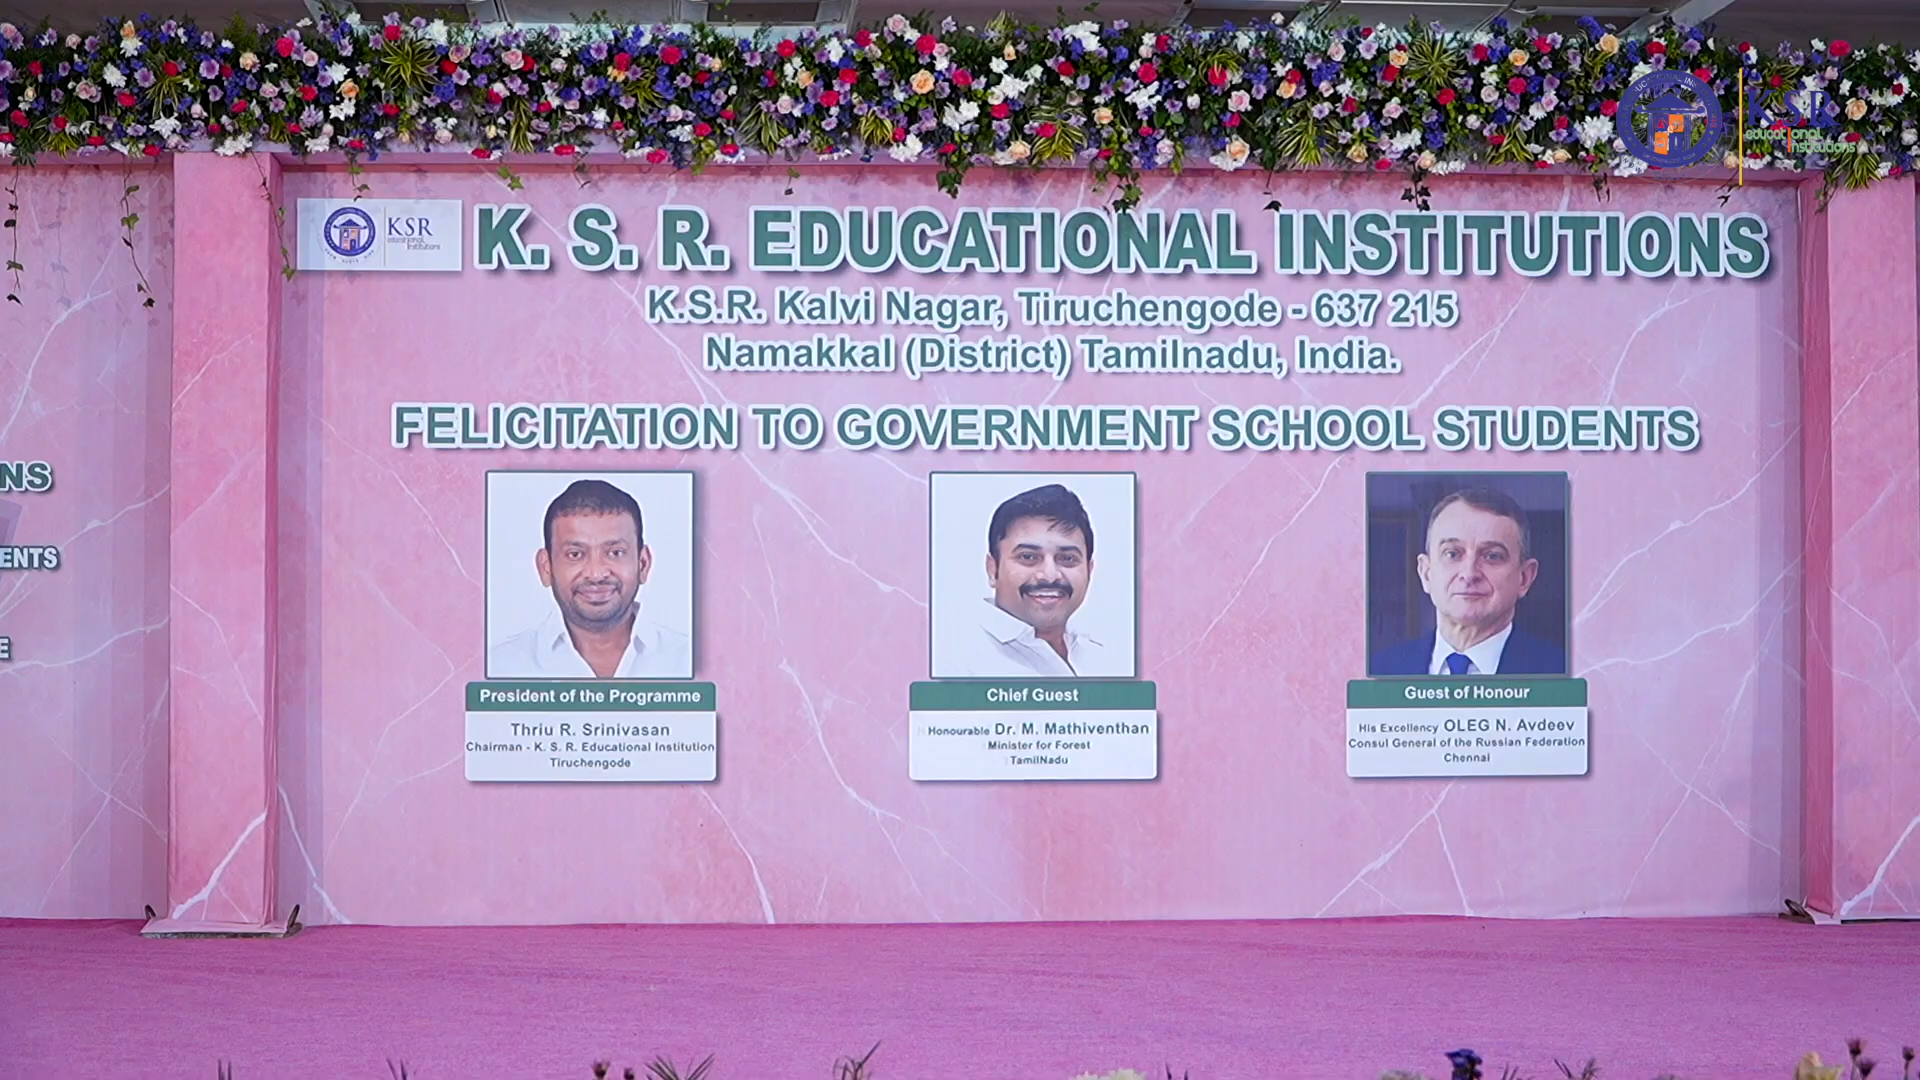 KSR
educational
Institutions
KSR
educational
Institutions
K. S. R. EDUCATIONAL INSTITUTIONS
K.S.R. Kalvi Nagar, Tiruchengode - 637 215
Namakkal (District) Tamilnadu, India.
FELICITATION TO GOVERNMENT SCHOOL STUDENTS
NS
ENTS
E
President of the Programme
Thriu R. Srinivasan
Chairman - K. S. R. Educational Institution
Tiruchengode
Chief Guest
Honourable Dr. M. Mathiventhan
Minister for Forest
TamilNadu
Guest of Honour
His Excellency OLEG N. Avdeev
Consul General of the Russian Federation
Chennai